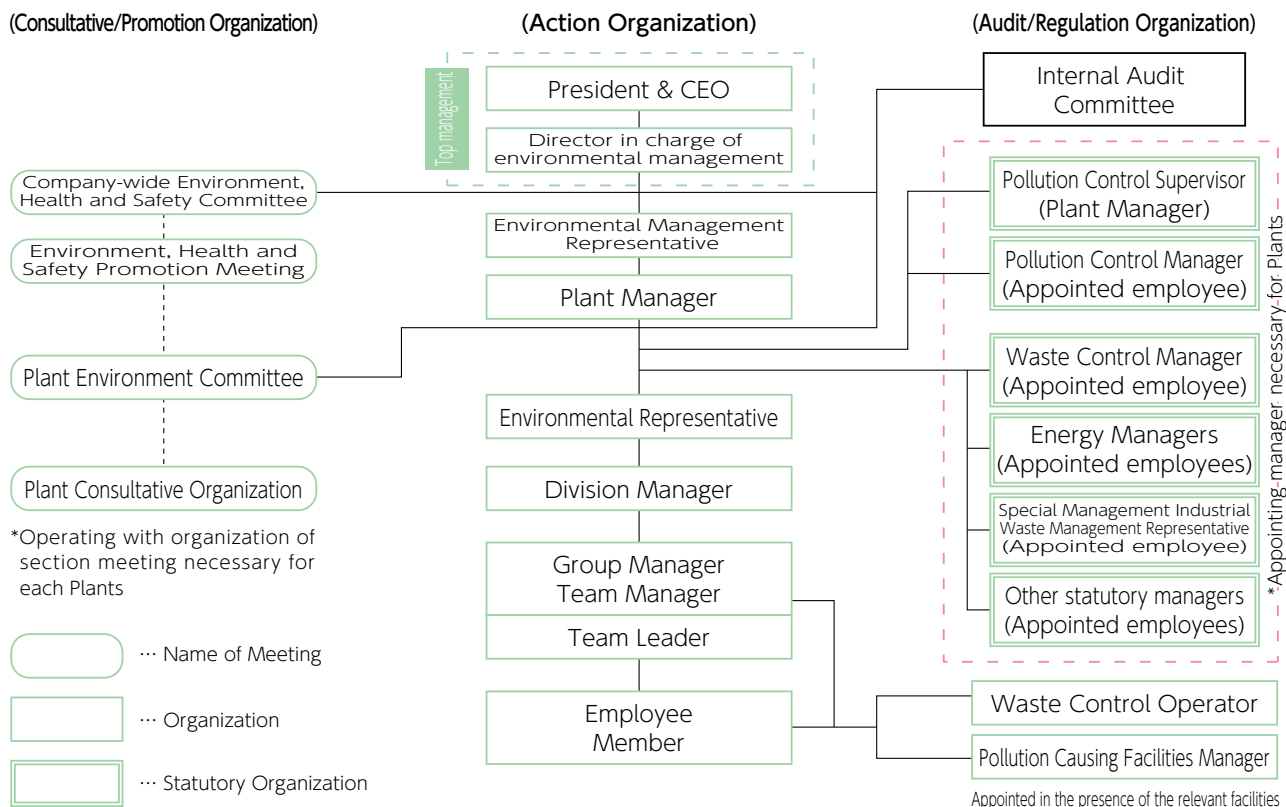 (Consultative/Promotion Organization)
(Action Organization)
(Audit/Regulation Organization)
Top management
President & CEO
Director in charge of
environmental management
Internal Audit
Committee
Company-wide Environment,
Health and Safety Committee
Environment, Health and
Safety Promotion Meeting
Plant Environment Committee
Plant Consultative Organization
*Operating with organization of
section meeting necessary for
each Plants
Environmental Management
Representative
Plant Manager
Environmental Representative
Division Manager
Group Manager
Team Manager
Team Leader
Employee
Member
Pollution Control Supervisor
(Plant Manager)
Pollution Control Manager
(Appointed employee)
Waste Control Manager
(Appointed employee)
Energy Managers
(Appointed employees)
Special Management Industrial
Waste Management Representative
(Appointed employee)
Other statutory managers
(Appointed employees)
*Appointing manager necessary for Plants
Waste Control Operator
Pollution Causing Facilities Manager
Appointed in the presence of the relevant facilities
… Name of Meeting
… Organization
… Statutory Organization